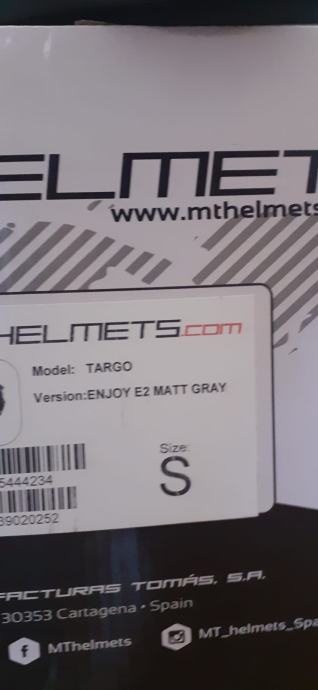 ELMET
www.mthelmets
HELMETS.com
Model: TARGO
Version:ENJOY E2 MATT GRAY
Size:
S
5444234
39020252
FACTURAS TOMÁS, S.A.
30353 Cartagena • Spain
MThelmets
MT_helmets_Spa